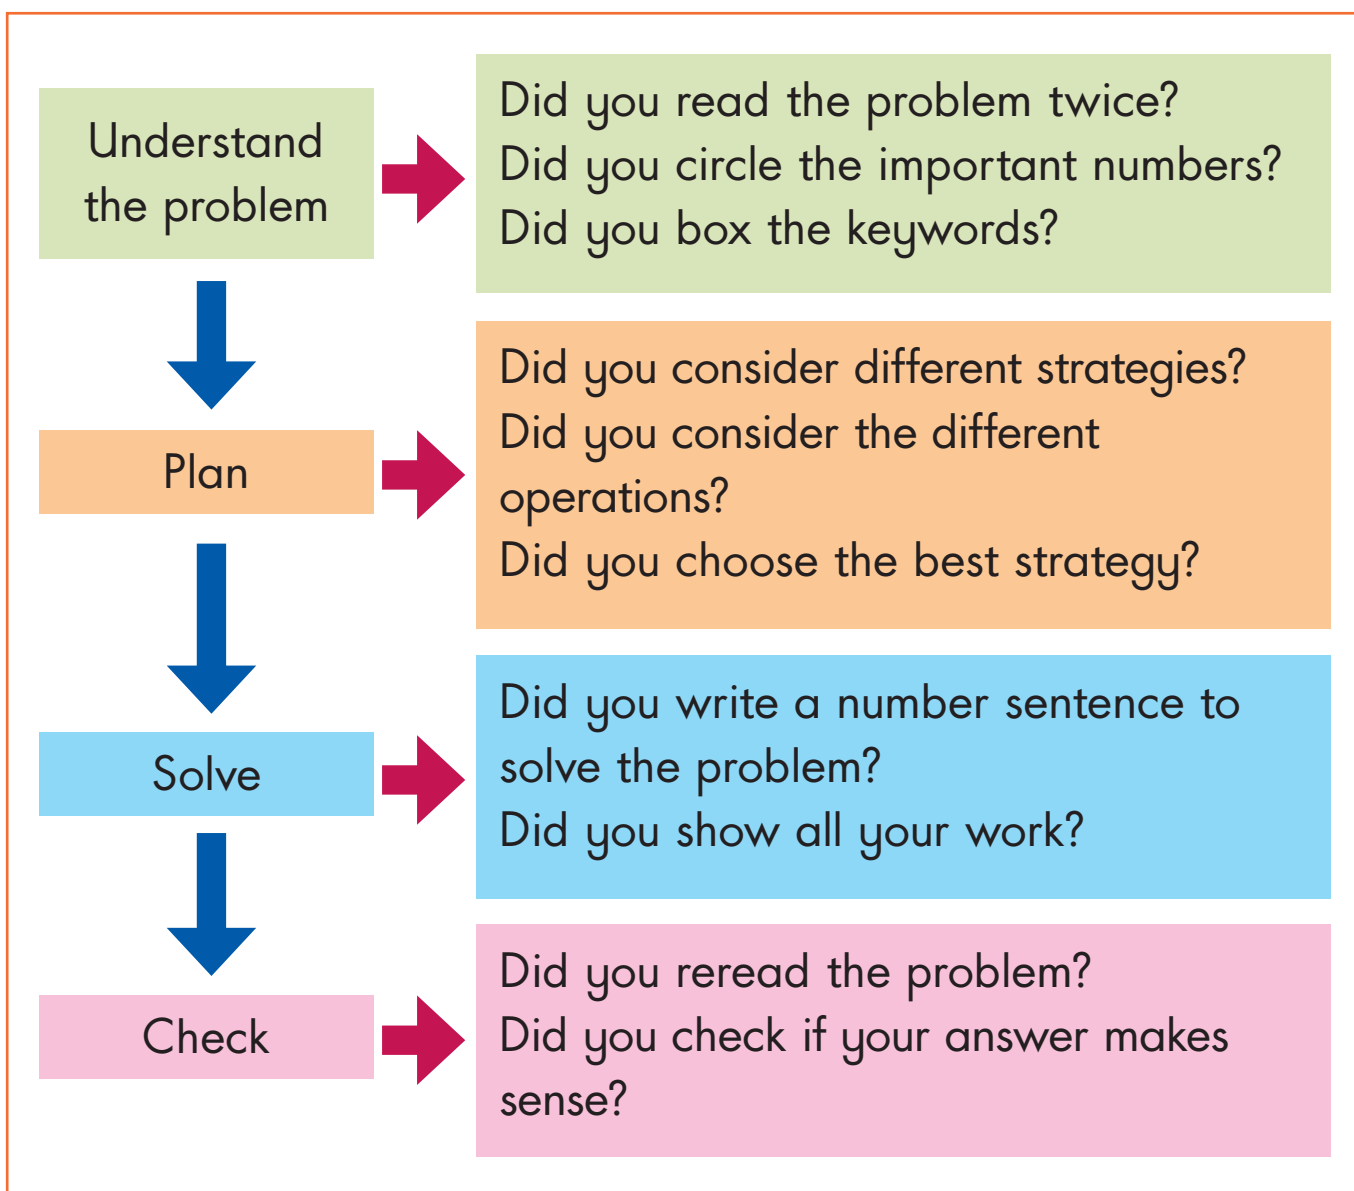 Understand
the problem
Did you read the problem twice?
Did you circle the important numbers?
Did you box the keywords?
Plan
Did you consider different strategies?
Did you consider the different
operations?
Did you choose the best strategy?
Solve
Did you write a number sentence to
solve the problem?
Did you show all your work?
Check
Did you reread the problem?
Did you check if your answer makes
sense?